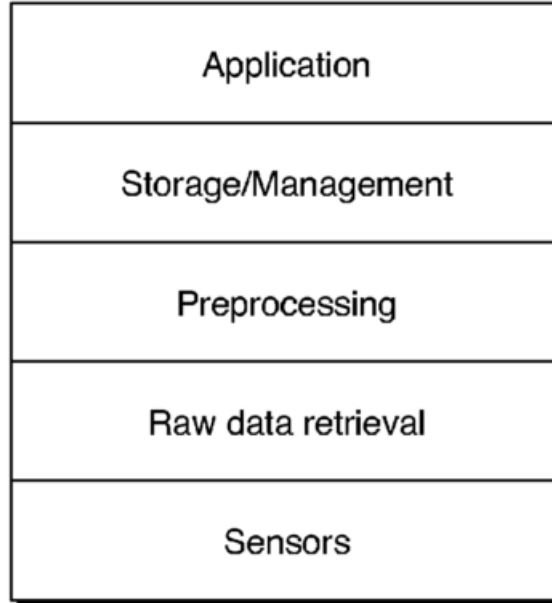 Application
Storage/Management
Preprocessing
Raw data retrieval
Sensors